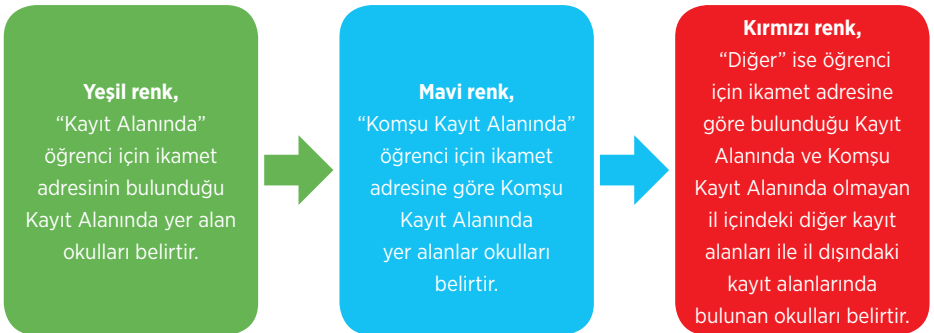 Yeşil renk,
“Kayıt Alanında”
öğrenci için ikamet
adresinin bulunduğu
Kayıt Alanında yer alan
okulları belirtir.
Mavi renk,
“Komşu Kayıt Alanında”
öğrenci için ikamet
adresine göre Komşu
Kayıt Alanında
yer alanlar okulları
belirtir.
Kırmızı renk,
“Diğer” ise öğrenci
için ikamet adresine
göre bulunduğu Kayıt
Alanında ve Komşu
Kayıt Alanında olmayan
il içindeki diğer kayıt
alanları ile il dışındaki
kayıt alanlarında
bulunan okulları belirtir.